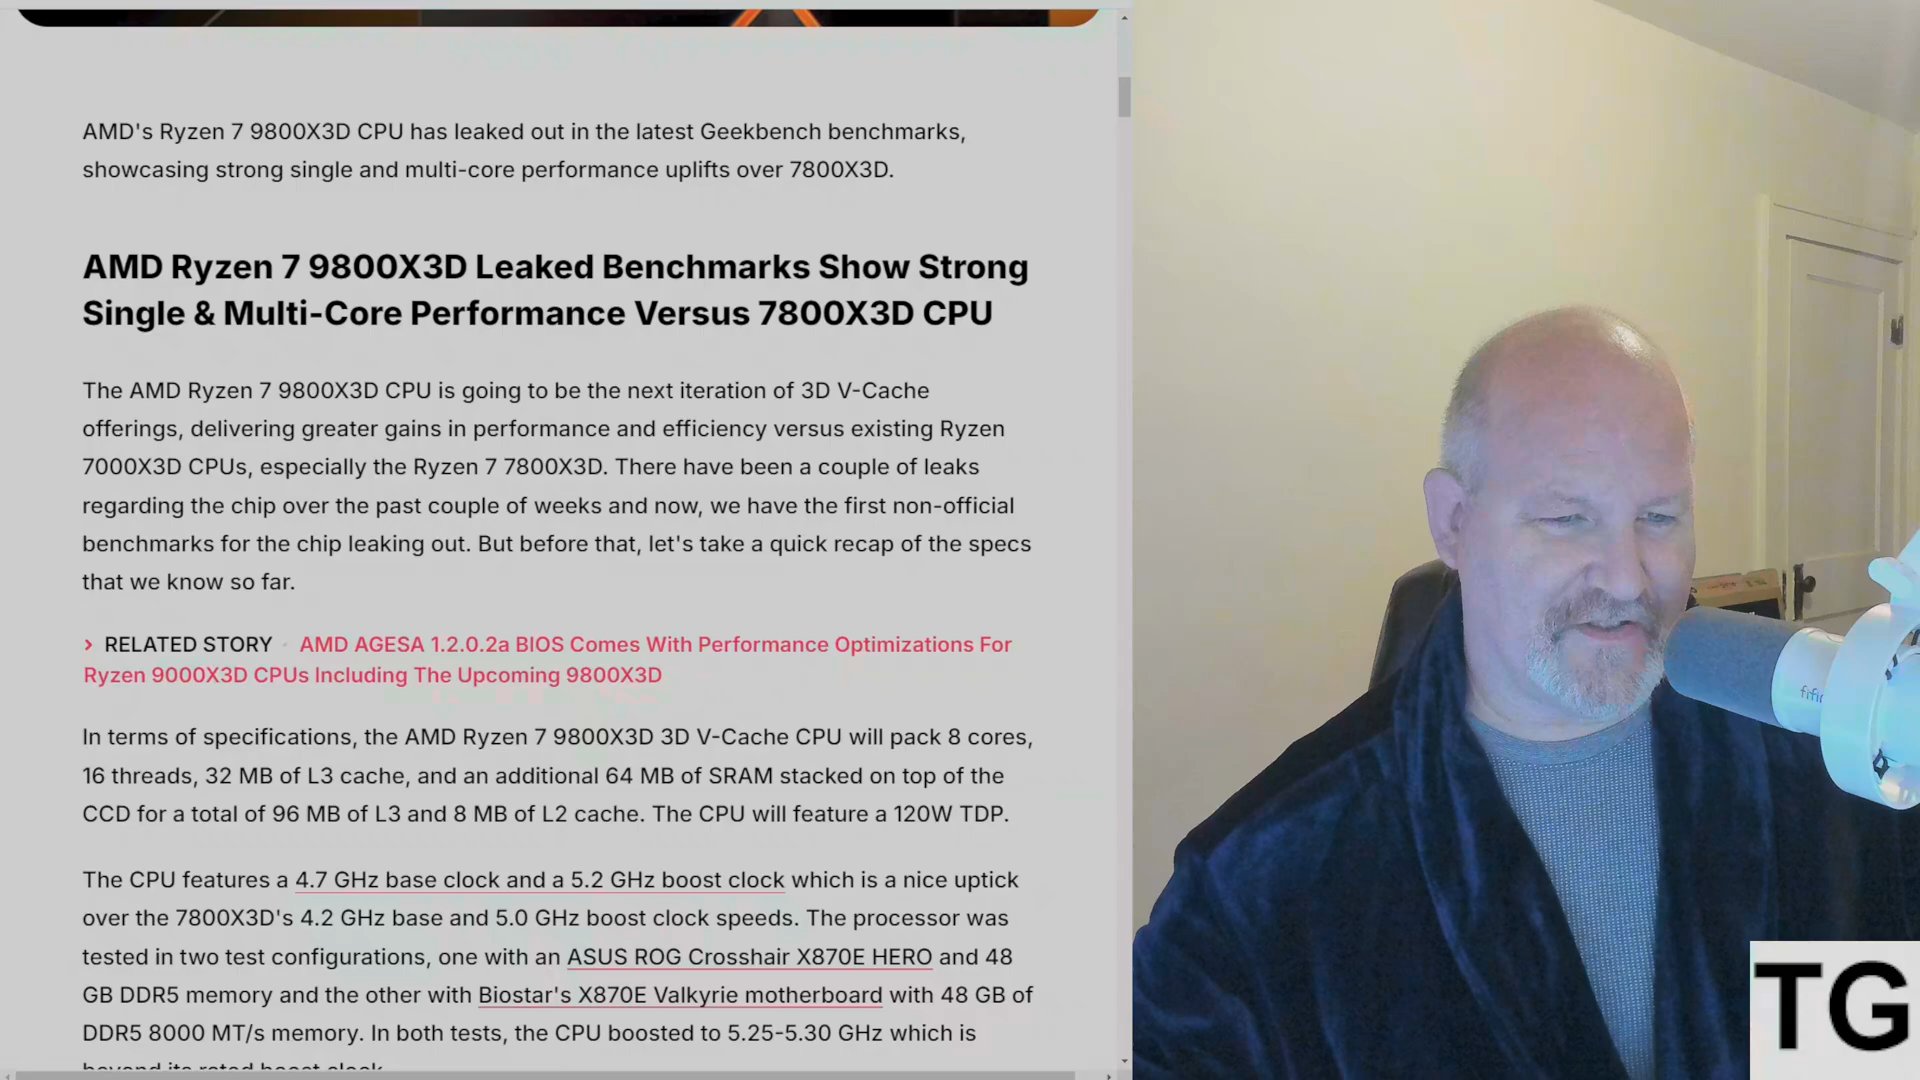 AMD's Ryzen 7 9800X3D CPU has leaked out in the latest Geekbench benchmarks,
showcasing strong single and multi-core performance uplifts over 7800X3D.
AMD Ryzen 7 9800X3D Leaked Benchmarks Show Strong
Single & Multi-Core Performance Versus 7800X3D CPU
The AMD Ryzen 7 9800X3D CPU is going to be the next iteration of 3D V-Cache
offerings, delivering greater gains in performance and efficiency versus existing Ryzen
7000X3D CPUs, especially the Ryzen 7 7800X3D. There have been a couple of leaks
regarding the chip over the past couple of weeks and now, we have the first non-official
benchmarks for the chip leaking out. But before that, let's take a quick recap of the specs
that we know so far.
RELATED STORY AMD AGESA 1.2.0.2a BIOS Comes With Performance Optimizations For
Ryzen 9000X3D CPUs Including The Upcoming 9800X3D
In terms of specifications, the AMD Ryzen 7 9800X3D 3D V-Cache CPU will pack 8 cores,
16 threads, 32 MB of L3 cache, and an additional 64 MB of SRAM stacked on top of the
CCD for a total of 96 MB of L3 and 8 MB of L2 cache. The CPU will feature a 120W TDP.
The CPU features a 4.7 GHz base clock and a 5.2 GHz boost clock which is a nice uptick
over the 7800X3D's 4.2 GHz base and 5.0 GHz boost clock speeds. The processor was
tested in two test configurations, one with an ASUS ROG Crosshair X870E HERO and 48
GB DDR5 memory and the other with Biostar's X870E Valkyrie motherboard with 48 GB of
DDR5 8000 MT/s memory. In both tests, the CPU boosted to 5.25-5.30 GHz which is
beyond its rated boost clock.
TG